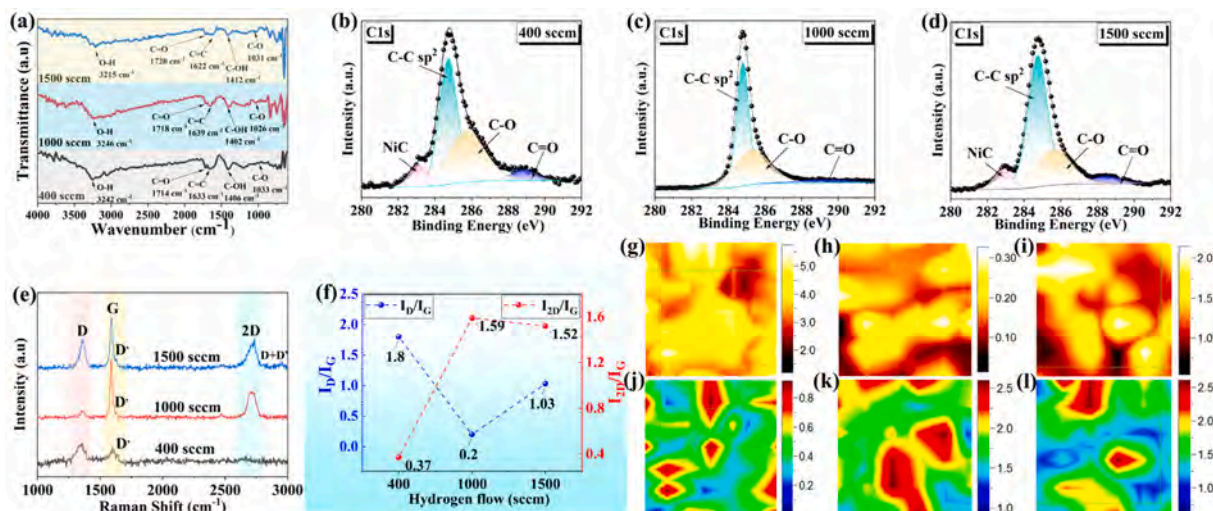 (a)
Transmittance (a.u)
O-H
3215 cm⁻¹
C=O
1720 cm⁻¹
C=C
1622 cm⁻¹
C-OH
1412 cm⁻¹
C-O
1031 cm⁻¹
1500 sccm
O-H
3246 cm⁻¹
C=O
1718 cm⁻¹
C=C
1639 cm⁻¹
C-OH
1402 cm⁻¹
C-O
1026 cm⁻¹
1000 sccm
O-H
3242 cm⁻¹
C=O
1714 cm⁻¹
C=C
1633 cm⁻¹
C-OH
1406 cm⁻¹
C-O
1033 cm⁻¹
400 sccm
4000 3500 3000 2500 2000 1500 1000
Wavenumber (cm⁻¹)
(b)
C1s
400 sccm
C-C sp²
C-O
NiC
C=O
Intensity (a.u.)
280 282 284 286 288 290 292
Binding Energy (eV)
(c)
C1s
1000 sccm
C-C sp²
C-O
C=O
Intensity (a.u.)
280 282 284 286 288 290 292
Binding Energy (eV)
(d)
C1s
1500 sccm
C-C sp²
C-O
NiC
C=O
Intensity (a.u.)
280 282 284 286 288 290 292
Binding Energy (eV)
(e)
Intensity (a.u)
D
G
2D
D'
1500 sccm
D+D'
D'
1000 sccm
D'
400 sccm
1000 1500 2000 2500 3000
Raman Shift (cm⁻¹)
(f)
I_D/I_G
I_2D/I_G
I_D/I_G
2.5
2.0
1.5
1.0
0.5
0.0
1.8
0.37
1.59
0.2
1.52
1.03
1.6
1.2
0.8
0.4
I_2D/I_G
400 1000 1500
Hydrogen flow (sccm)
(g)
5.0
4.0
3.0
2.0
1.0
(h)
0.30
0.20
0.10
(i)
2.0
1.5
1.0
0.5
(j)
0.8
0.6
0.4
0.2
(k)
2.5
2.0
1.5
1.0
(l)
2.5
2.0
1.5
1.0
0.7